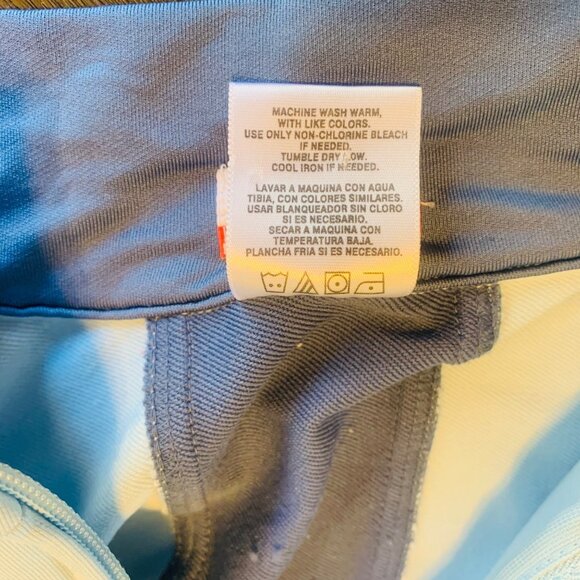 MACHINE WASH WARM,
WITH LIKE COLORS.
USE ONLY NON-CHLORINE BLEACH
IF NEEDED.
TUMBLE DRY LOW.
COOL IRON IF NEEDED.
LAVAR A MAQUINA CON AGUA
TIBIA, CON COLORES SIMILARES.
USAR BLANQUEADOR SIN CLORO
SI ES NECESARIO.
SECAR A MAQUINA CON
TEMPERATURA BAJA.
PLANCHA FRIA SI ES NECESARIO.